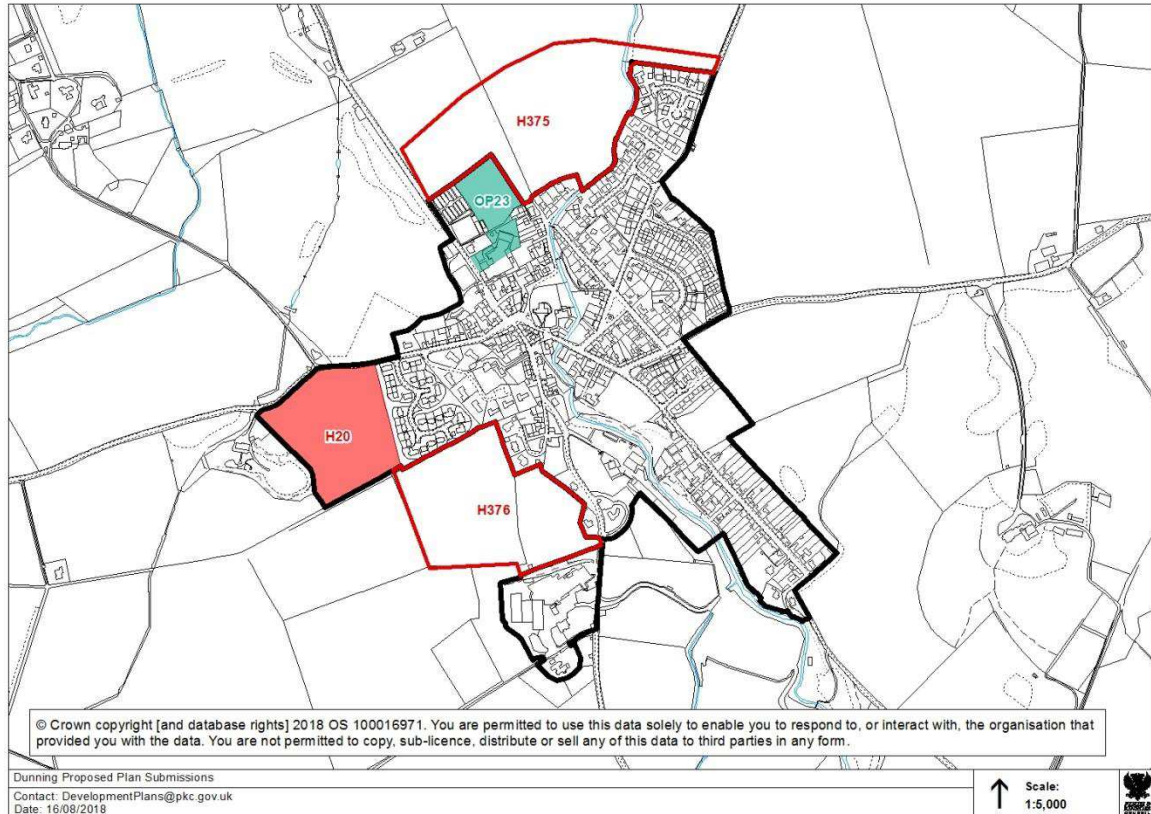 H375
OP23
H20
H376
© Crown copyright [and database rights] 2018 OS 100016971. You are permitted to use this data solely to enable you to respond to, or interact with, the organisation that
provided you with the data. You are not permitted to copy, sub-licence, distribute or sell any of this data to third parties in any form.
Dunning Proposed Plan Submissions
Contact: DevelopmentPlans@pkc.gov.uk
Date: 16/08/2018
Scale:
1:5,000